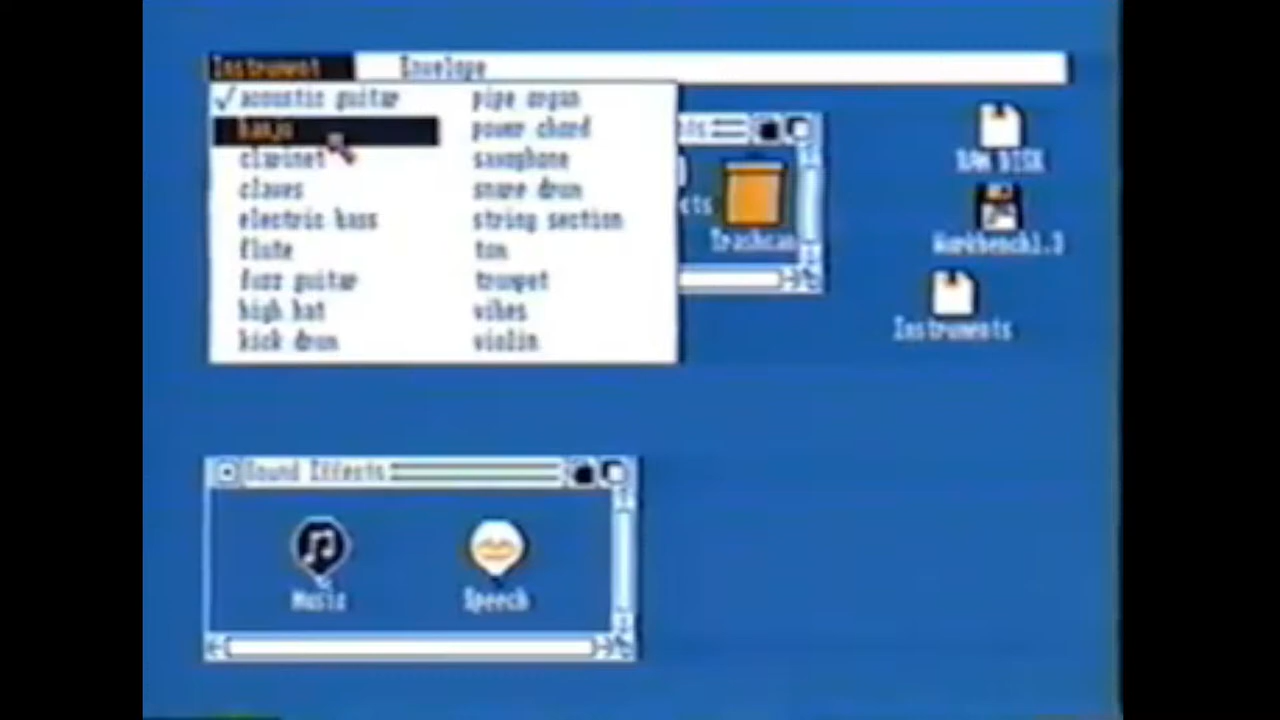 Instrument Envelope
✓acoustic guitar pipe organ
banjo power chord
clarinet saxophone
claves snare drum
electric bass string section
flute tom
fuzz guitar trumpet
high hat vibes
kick drum violin
cts
Trashcan
RAM DISK
Workbench1.3
Instruments
Sound Effects
Music Speech